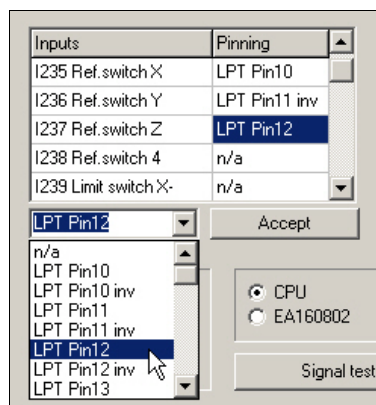 Inputs Pinning
I235 Ref.switch X LPT Pin10
I236 Ref.switch Y LPT Pin11 inv
I237 Ref.switch Z LPT Pin12
I238 Ref.switch 4 n/a
I239 Limit switch X- n/a
LPT Pin12 Accept
n/a
LPT Pin10
LPT Pin10 inv
LPT Pin11
LPT Pin11 inv
LPT Pin12
LPT Pin12 inv
LPT Pin13
CPU
EA160802
Signal test